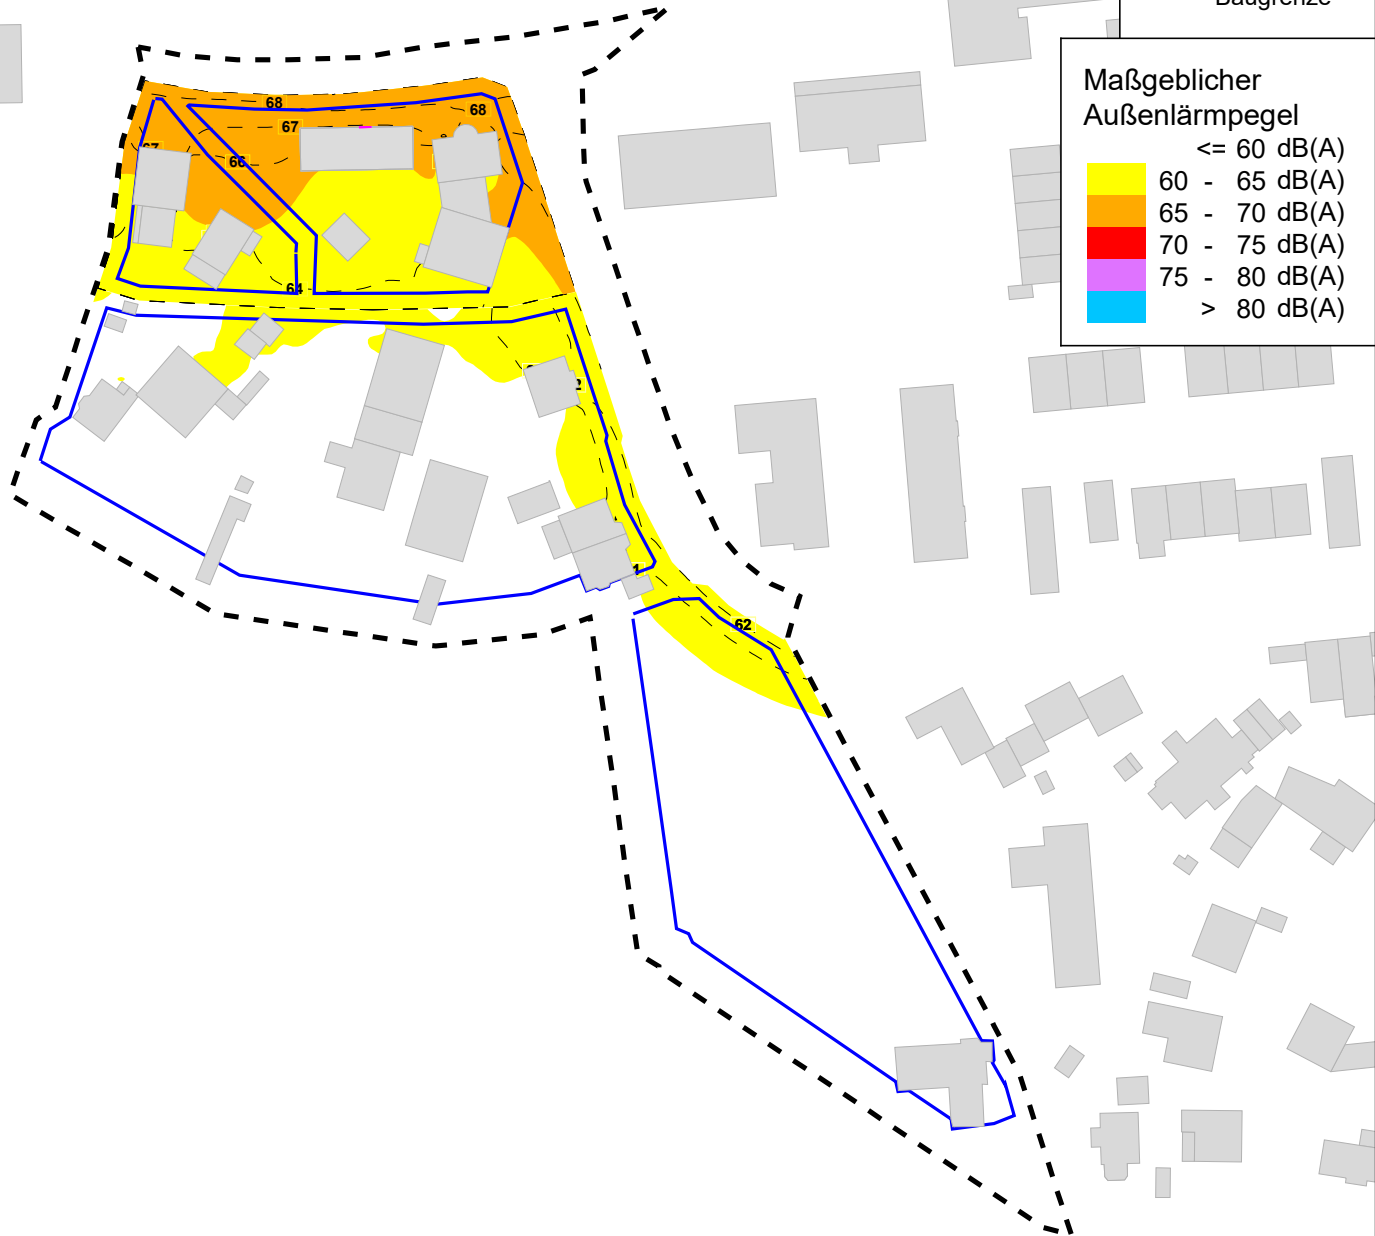 Baugrenze
Maßgeblicher
Außenlärmpegel
<= 60 dB(A)
60 - 65 dB(A)
65 - 70 dB(A)
70 - 75 dB(A)
75 - 80 dB(A)
> 80 dB(A)
68
68
67
67
66
64
62